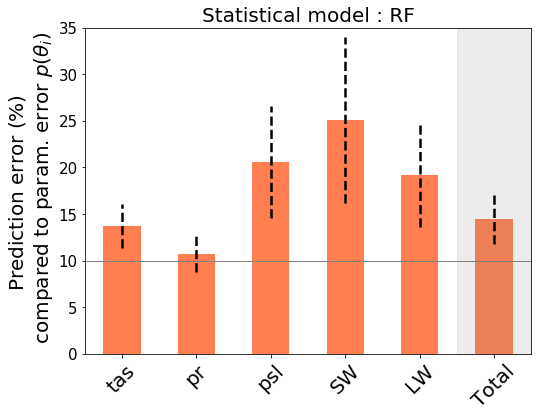 Statistical model : RF
Prediction error (%)
compared to param. error p(θi)
35
30
25
20
15
10
5
0
tas
pr
psl
SW
LW
Total